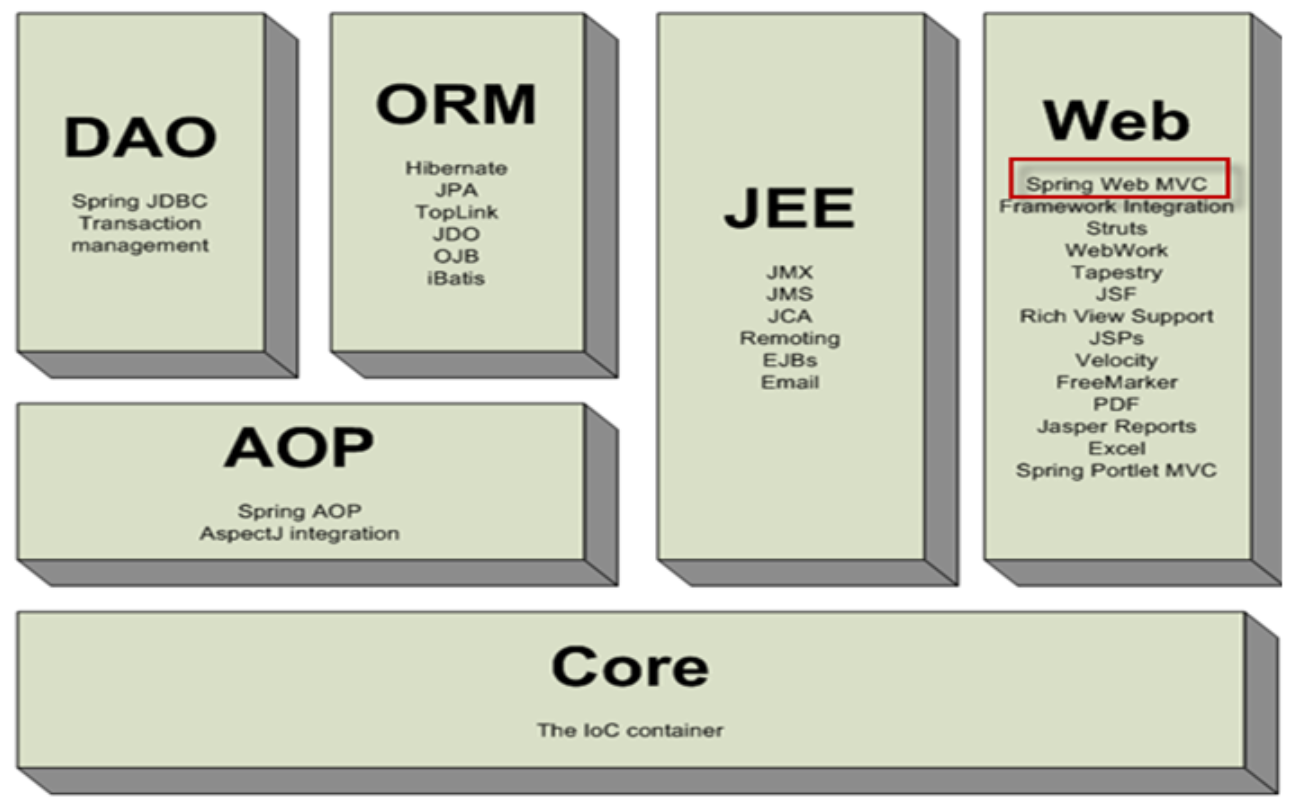 DAO
Spring JDBC
Transaction
management
ORM
Hibernate
JPA
TopLink
JDO
OJB
iBatis
JEE
JMX
JMS
JCA
Remoting
EJBs
Email
Web
Spring Web MVC
Framework Integration
Struts
WebWork
Tapestry
JSF
Rich View Support
JSPs
Velocity
FreeMarker
PDF
Jasper Reports
Excel
Spring Portlet MVC
AOP
Spring AOP
AspectJ integration
Core
The IoC container